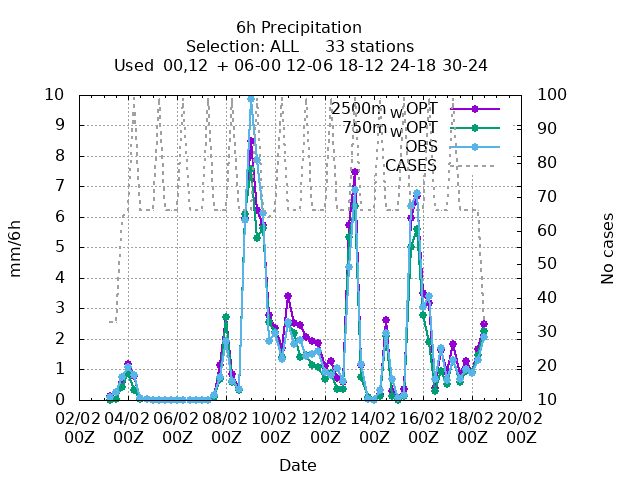 6h Precipitation
Selection: ALL 33 stations
Used 00,12 + 06-00 12-06 18-12 24-18 30-24
2500m_W OPT
750m_W OPT
OBS
CASES
mm/6h
10
9
8
7
6
5
4
3
2
1
0
No cases
100
90
80
70
60
50
40
30
20
10
02/02 04/02 06/02 08/02 10/02 12/02 14/02 16/02 18/02 20/02
00Z 00Z 00Z 00Z 00Z 00Z 00Z 00Z 00Z 00Z
Date